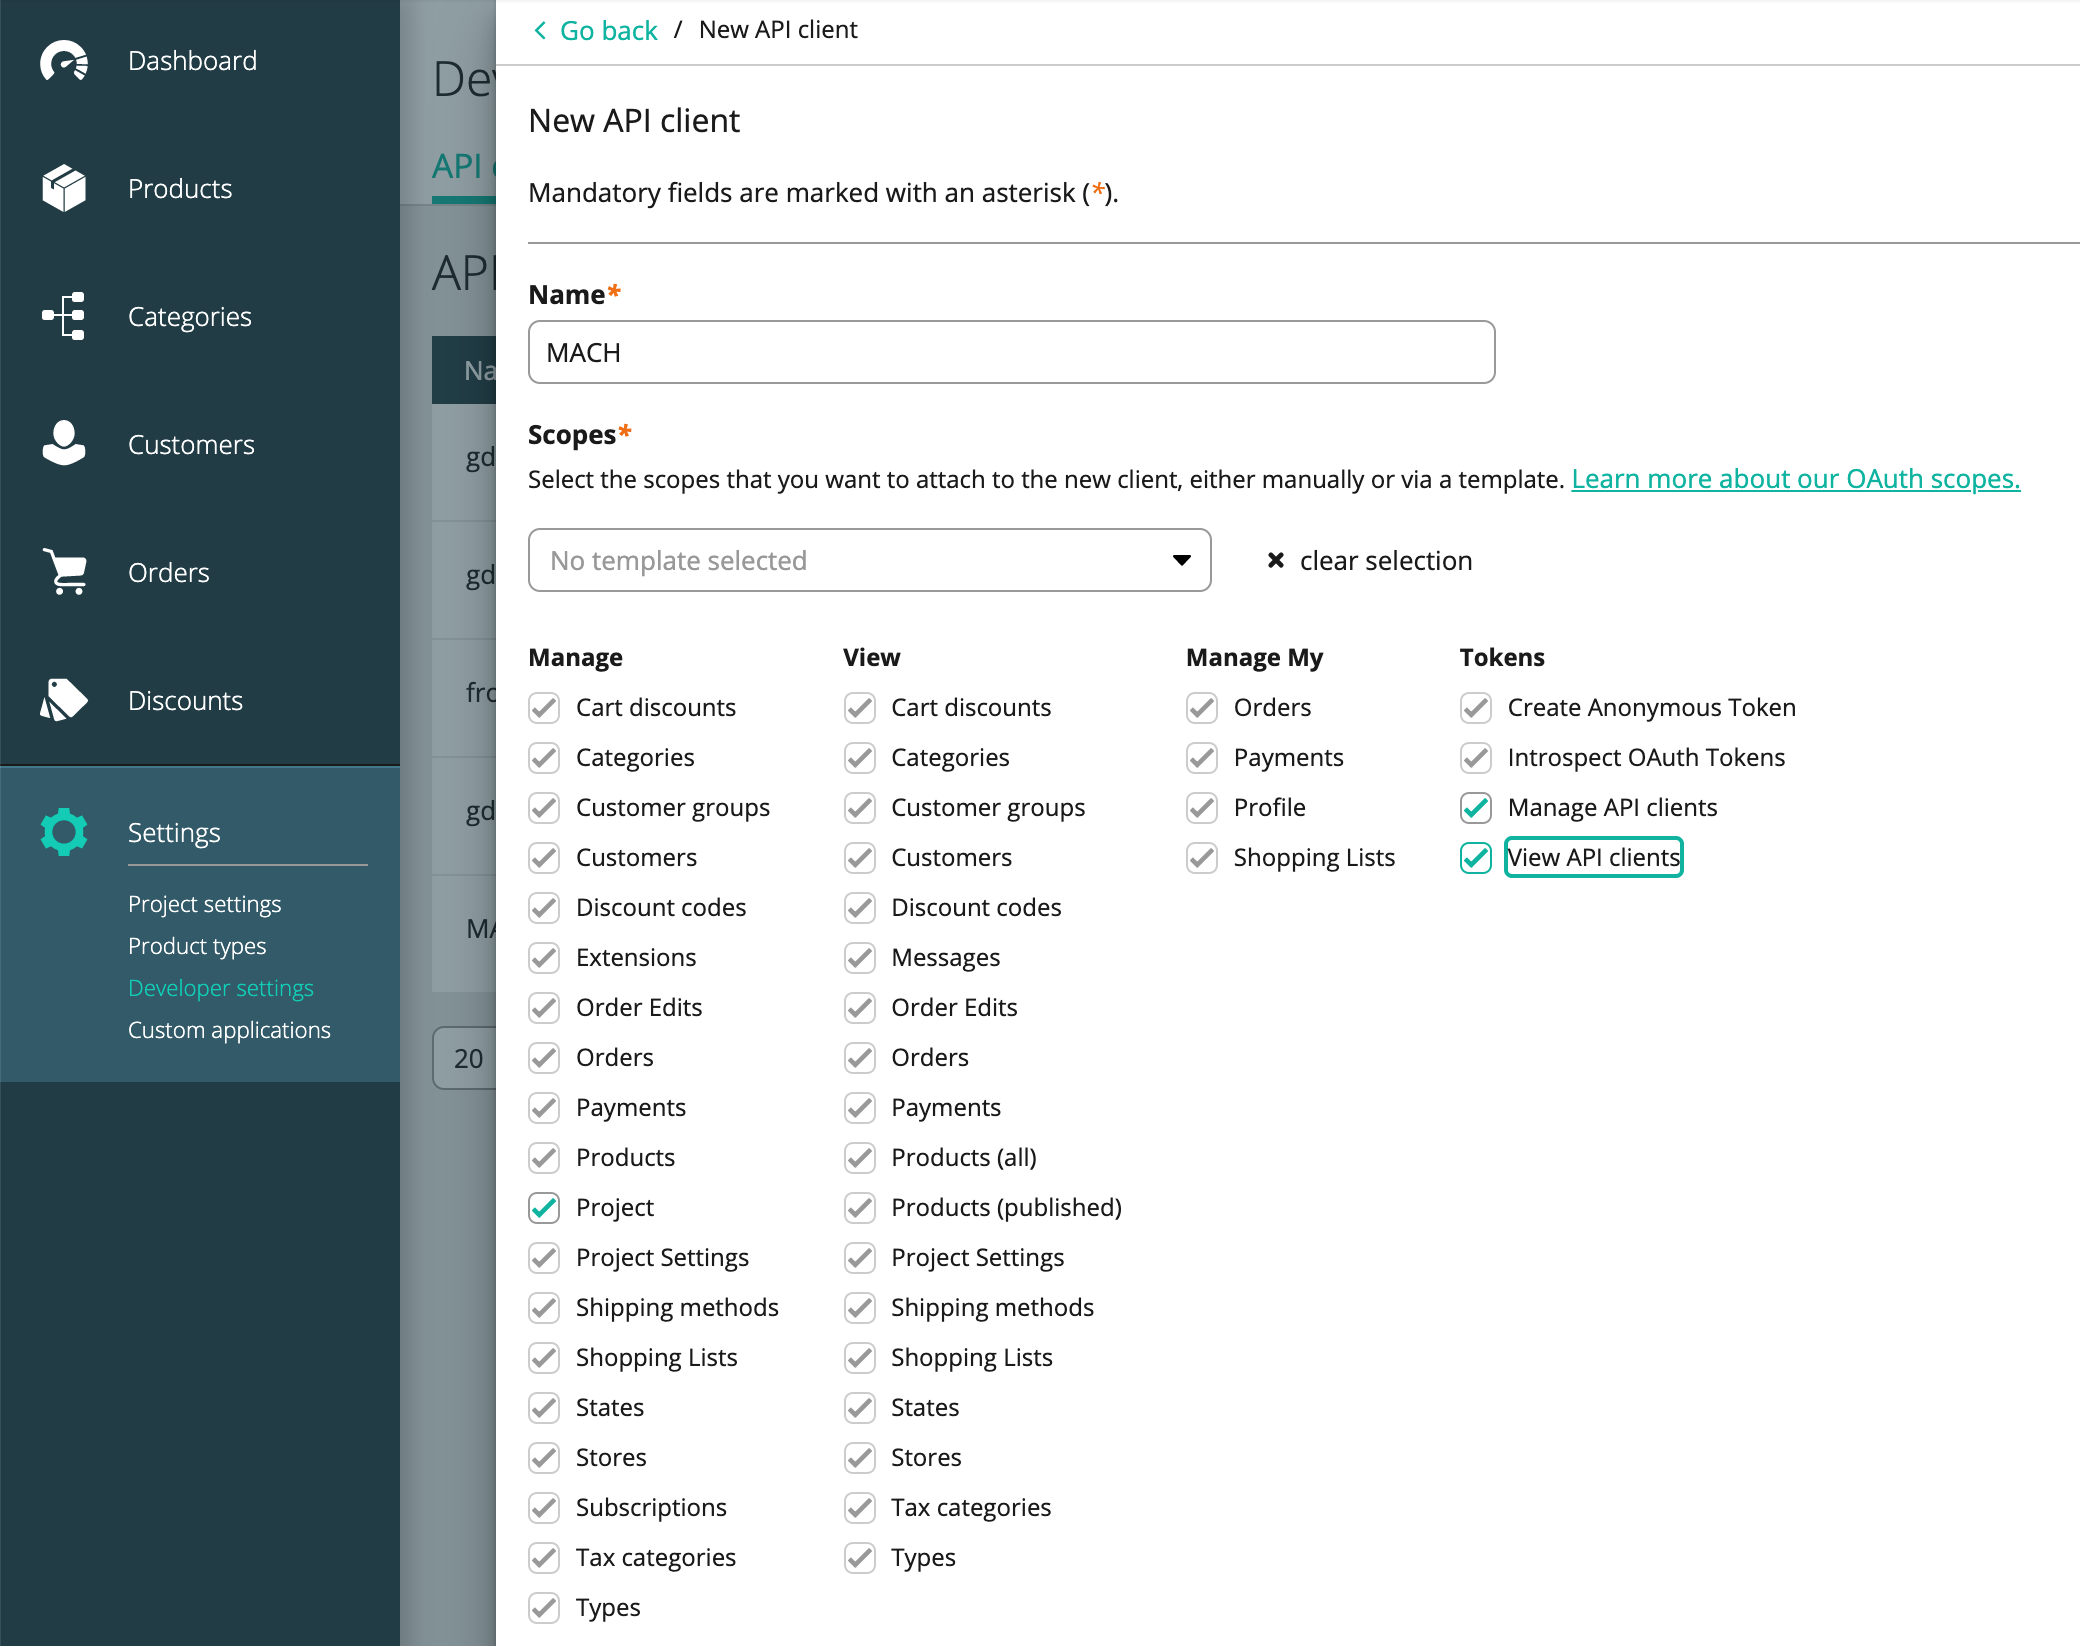 Dashboard
Products
Categories
Customers
Orders
Discounts
Settings
Project settings
Product types
Developer settings
Custom applications
API
API
20
Go back / New API client
New API client
Mandatory fields are marked with an asterisk (*).
Name*
MACH
Scopes*
Select the scopes that you want to attach to the new client, either manually or via a template. Learn more about our OAuth scopes.
No template selected
clear selection
Manage
Cart discounts
Categories
Customer groups
Customers
Discount codes
Extensions
Order Edits
Orders
Payments
Products
Project
Project Settings
Shipping methods
Shopping Lists
States
Stores
Subscriptions
Tax categories
Types
View
Cart discounts
Categories
Customer groups
Customers
Discount codes
Messages
Order Edits
Orders
Payments
Products (all)
Products (published)
Project Settings
Shipping methods
Shopping Lists
States
Stores
Tax categories
Types
Manage My
Orders
Payments
Profile
Shopping Lists
Tokens
Create Anonymous Token
Introspect OAuth Tokens
Manage API clients
View API clients